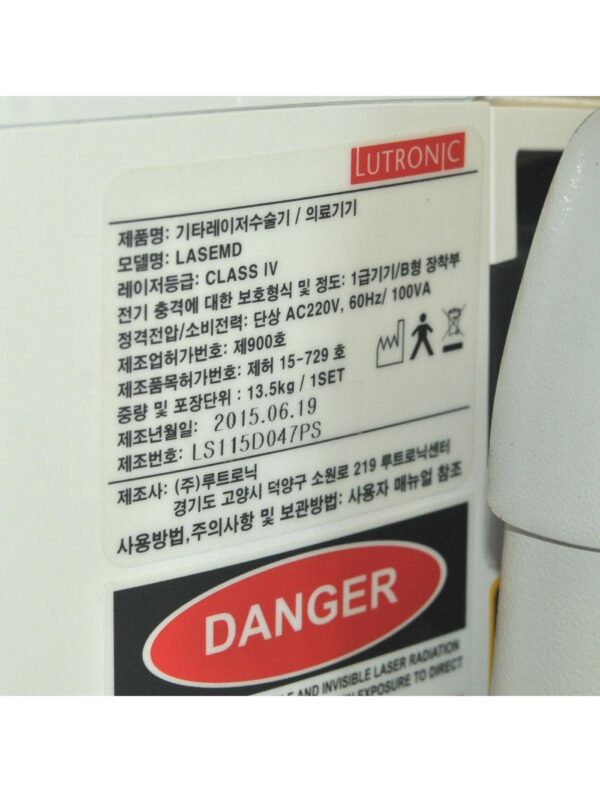 LUTRONIC
제품명: 기타레이저수술기 / 의료기기
모델명: LASEMD
레이저등급: CLASS IV
전기 충격에 대한 보호형식 및 정도: 1급기기/B형 장착부
정격전압/소비전력: 단상 AC220V, 60Hz/ 100VA
제조업허가번호: 제900호
제조품목허가번호: 제허 15-729 호
중량 및 포장단위 : 13.5kg / 1SET
제조년월일: 2015.06.19
제조번호: LS115D047PS
제조사: (주)루트로닉
경기도 고양시 덕양구 소원로 219 루트로닉센터
사용방법,주의사항 및 보관방법: 사용자 매뉴얼 참조
DANGER
AND INVISIBLE LASER RADIATION
EXPOSURE TO DIRECT